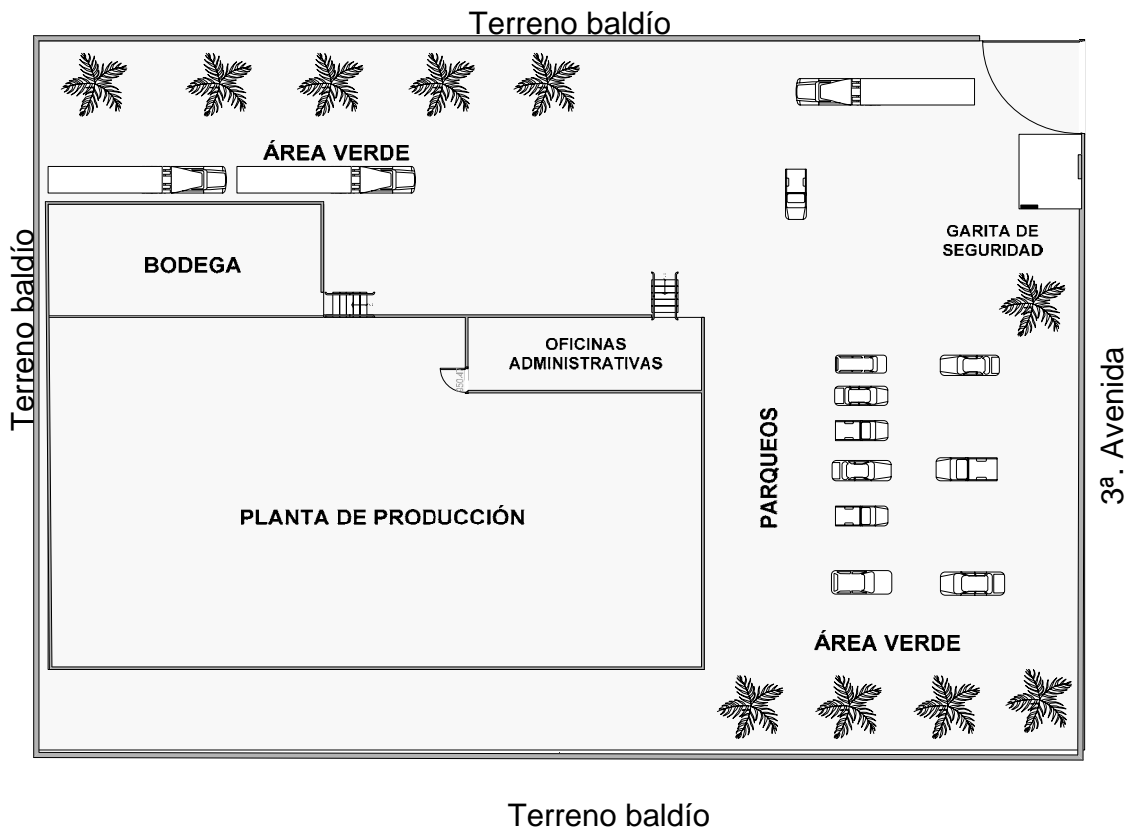 Terreno baldío
ÁREA VERDE
Terreno baldío
BODEGA
GARITA DE
SEGURIDAD
OFICINAS
ADMINISTRATIVAS
3ª. Avenida
PARQUEOS
PLANTA DE PRODUCCIÓN
ÁREA VERDE
Terreno baldío